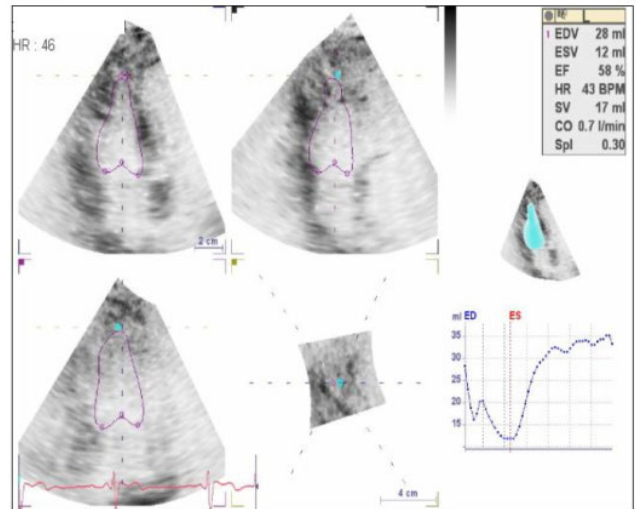 HR : 46
L
1 EDV 28 ml
ESV 12 ml
EF 58 %
HR 43 BPM
SV 17 ml
CO 0.7 l/min
Spl 0.30
2 cm
4 cm
ml ED ES
35
30
25
20
15